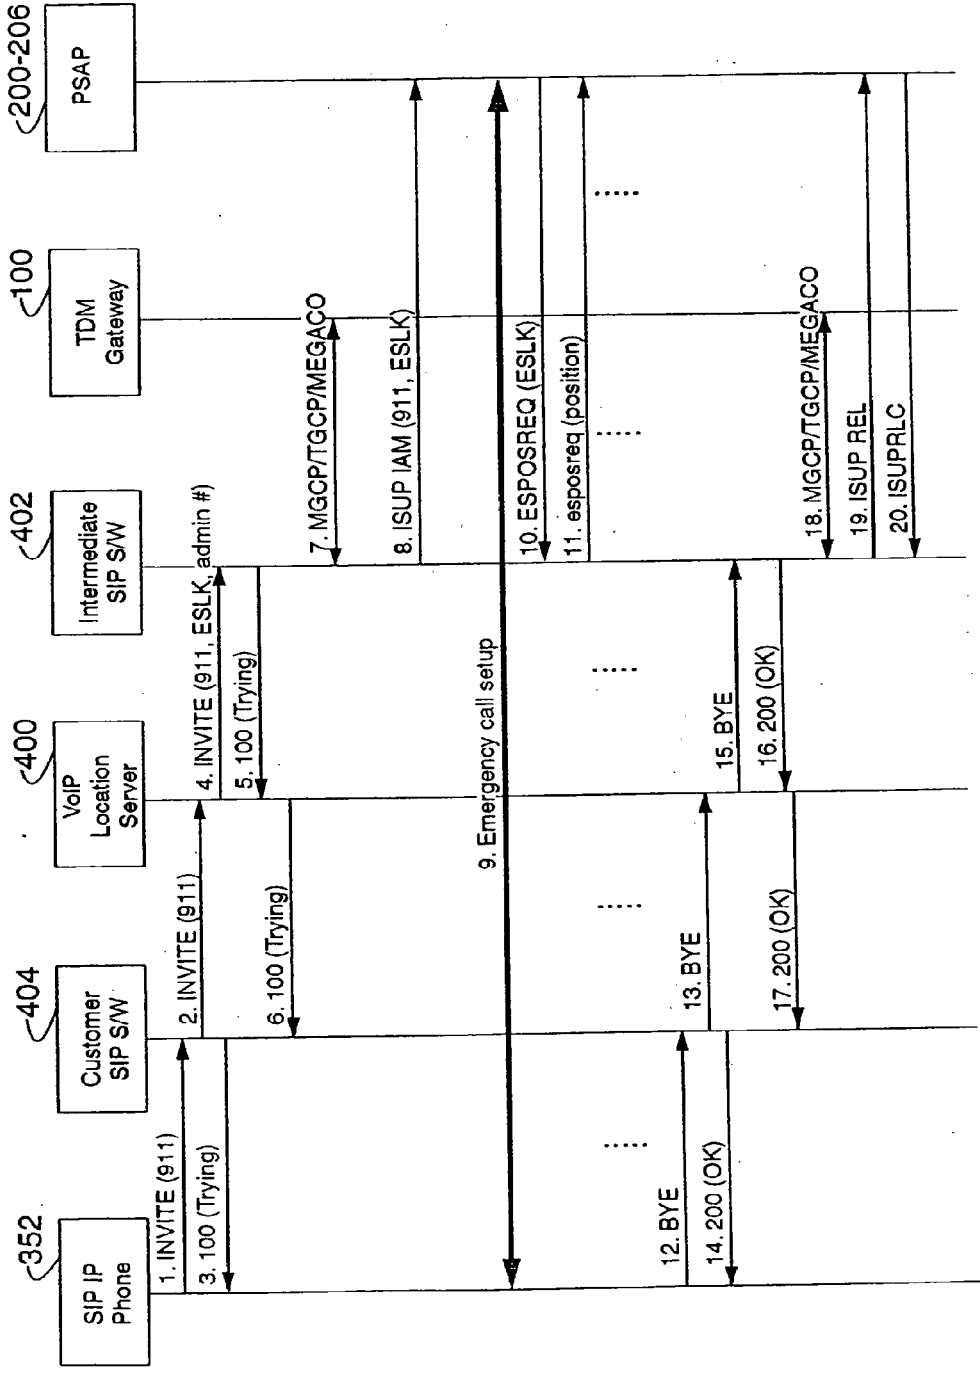 352
SIP IP
Phone
404
Customer
SIP S/W
400
VoIP
Location
Server
402
Intermediate
SIP S/W
100
TDM
Gateway
200-206
PSAP
1. INVITE (911)
2. INVITE (911)
3. 100 (Trying)
4. INVITE (911, ESLK, admin #)
5. 100 (Trying)
6. 100 (Trying)
7. MGCP/TGCP/MEGACO
8. ISUP IAM (911, ESLK)
9. Emergency call setup
10. ESPOSREQ (ESLK)
11. esposreq (position)
.....
.....
.....
.....
.....
12. BYE
13. BYE
14. 200 (OK)
15. BYE
16. 200 (OK)
17. 200 (OK)
18. MGCP/TGCP/MEGACO
19. ISUP REL
20. ISUPRLC